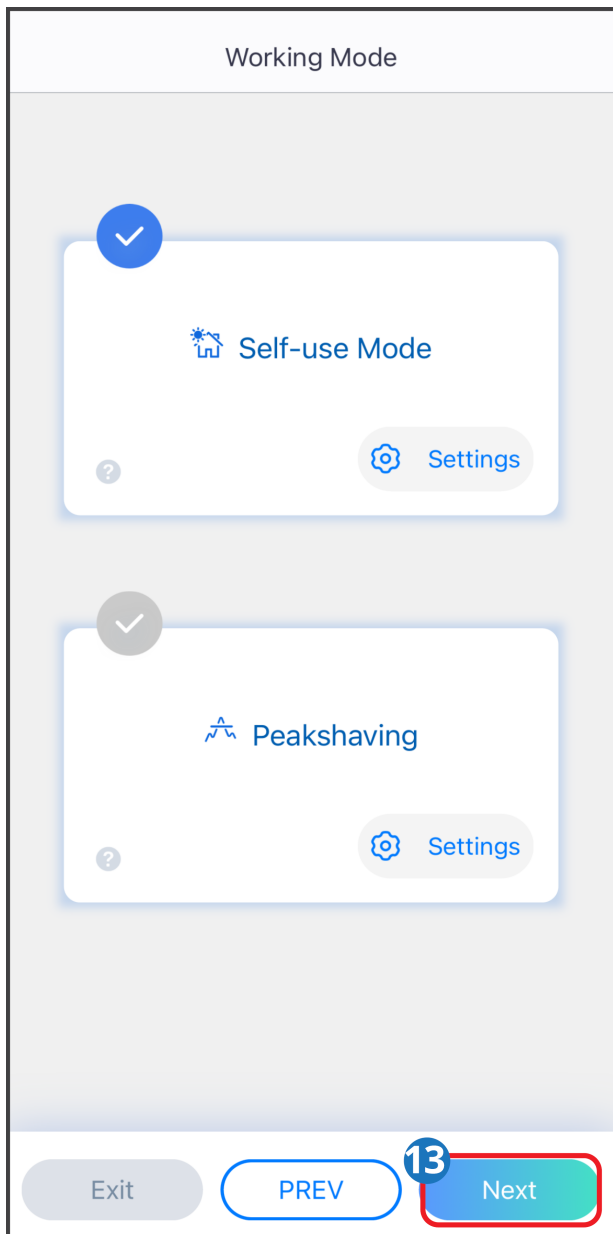 Working Mode
Self-use Mode
?
Settings
Peakshaving
?
Settings
13
Exit
PREV
Next